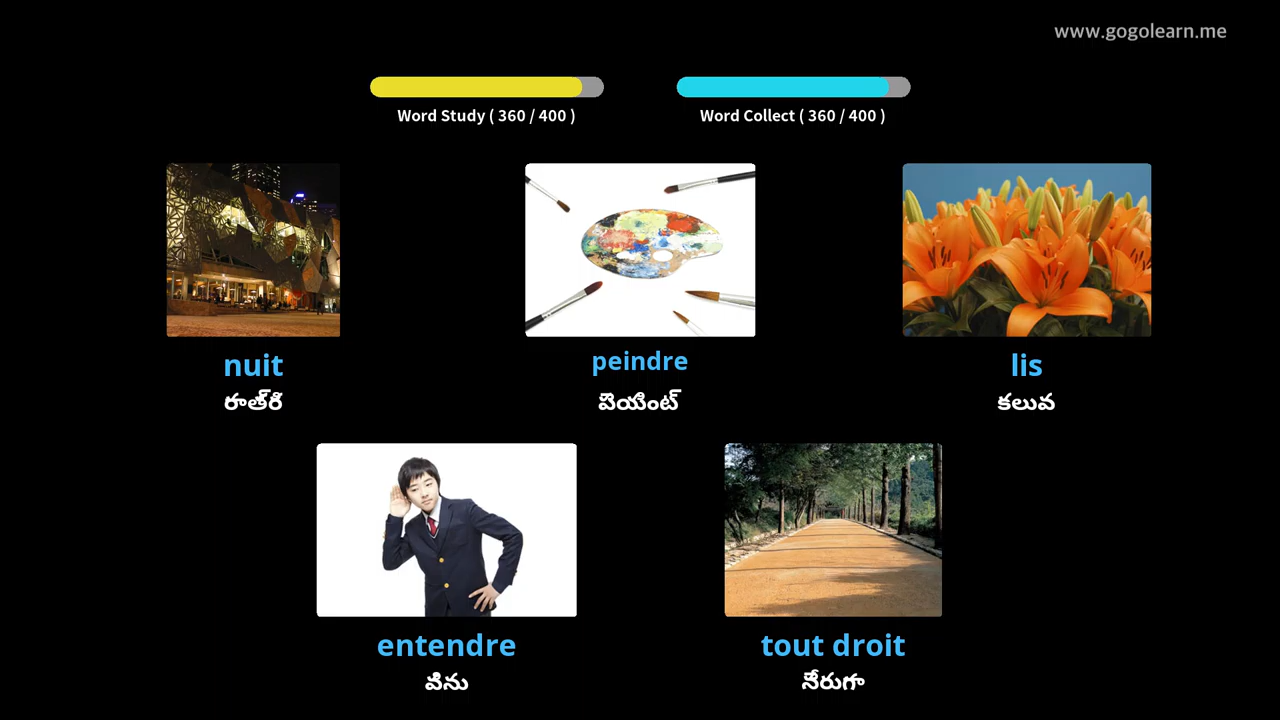 www.gogolearn.me
Word Study ( 360 / 400 )
Word Collect ( 360 / 400 )
nuit
రాత్రి
peindre
పెయింట్
lis
కలువ
entendre
విను
tout droit
నేరుగా